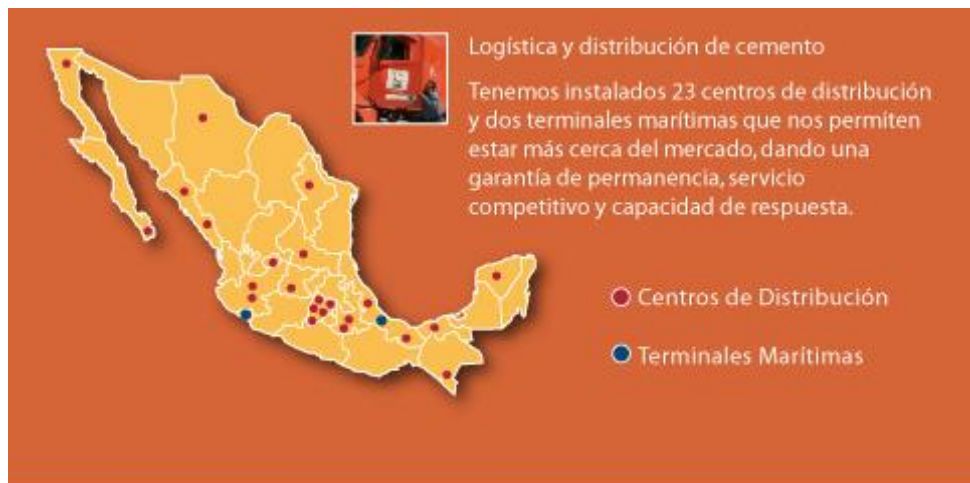 Logística y distribución de cemento
Tenemos instalados 23 centros de distribución
y dos terminales marítimas que nos permiten
estar más cerca del mercado, dando una
garantía de permanencia, servicio
competitivo y capacidad de respuesta.
Centros de Distribución
Terminales Marítimas